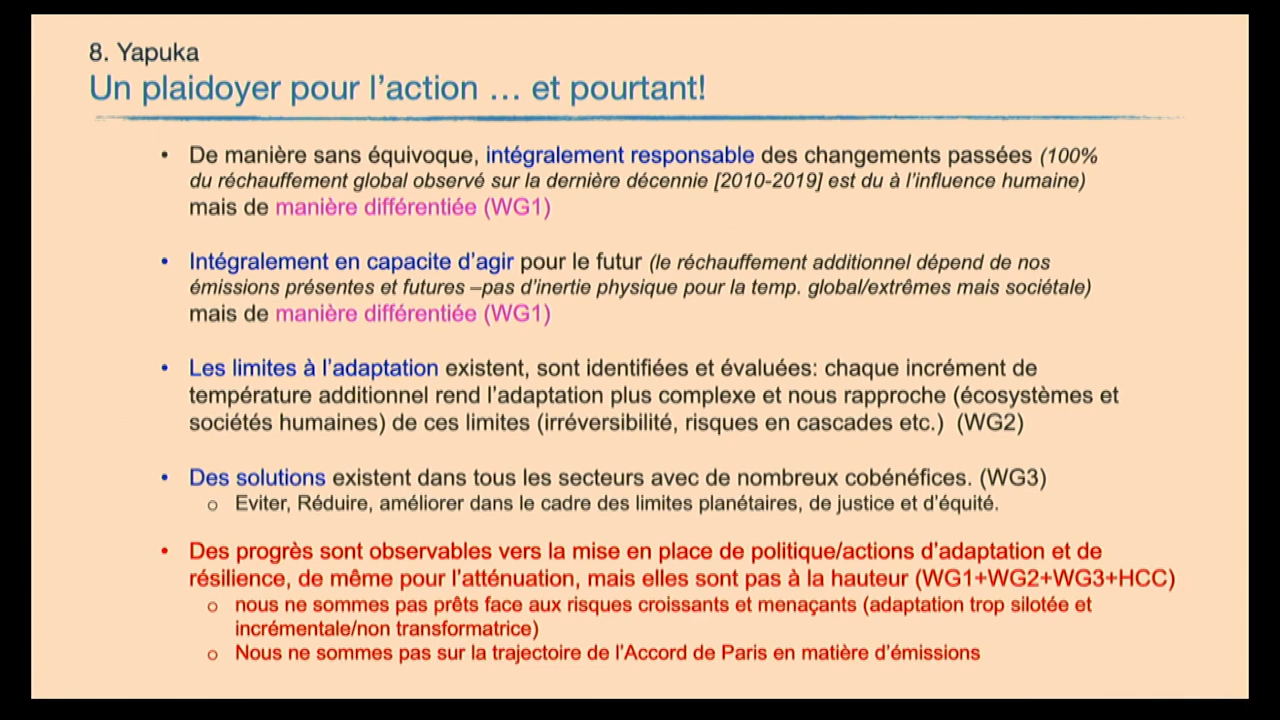 8. Yapuka
Un plaidoyer pour l'action … et pourtant!
• De manière sans équivoque, intégralement responsable des changements passées (100%
du réchauffement global observé sur la dernière décennie [2010-2019] est du à l'influence humaine)
mais de manière différentiée (WG1)
• Intégralement en capacite d'agir pour le futur (le réchauffement additionnel dépend de nos
émissions présentes et futures –pas d'inertie physique pour la temp. global/extrêmes mais sociétale)
mais de manière différentiée (WG1)
• Les limites à l'adaptation existent, sont identifiées et évaluées: chaque incrément de
température additionnel rend l'adaptation plus complexe et nous rapproche (écosystèmes et
sociétés humaines) de ces limites (irréversibilité, risques en cascades etc.) (WG2)
• Des solutions existent dans tous les secteurs avec de nombreux cobénéfices. (WG3)
o Eviter, Réduire, améliorer dans le cadre des limites planétaires, de justice et d'équité.
• Des progrès sont observables vers la mise en place de politique/actions d'adaptation et de
résilience, de même pour l'atténuation, mais elles sont pas à la hauteur (WG1+WG2+WG3+HCC)
o nous ne sommes pas prêts face aux risques croissants et menaçants (adaptation trop silotée et
incrémentale/non transformatrice)
o Nous ne sommes pas sur la trajectoire de l'Accord de Paris en matière d'émissions